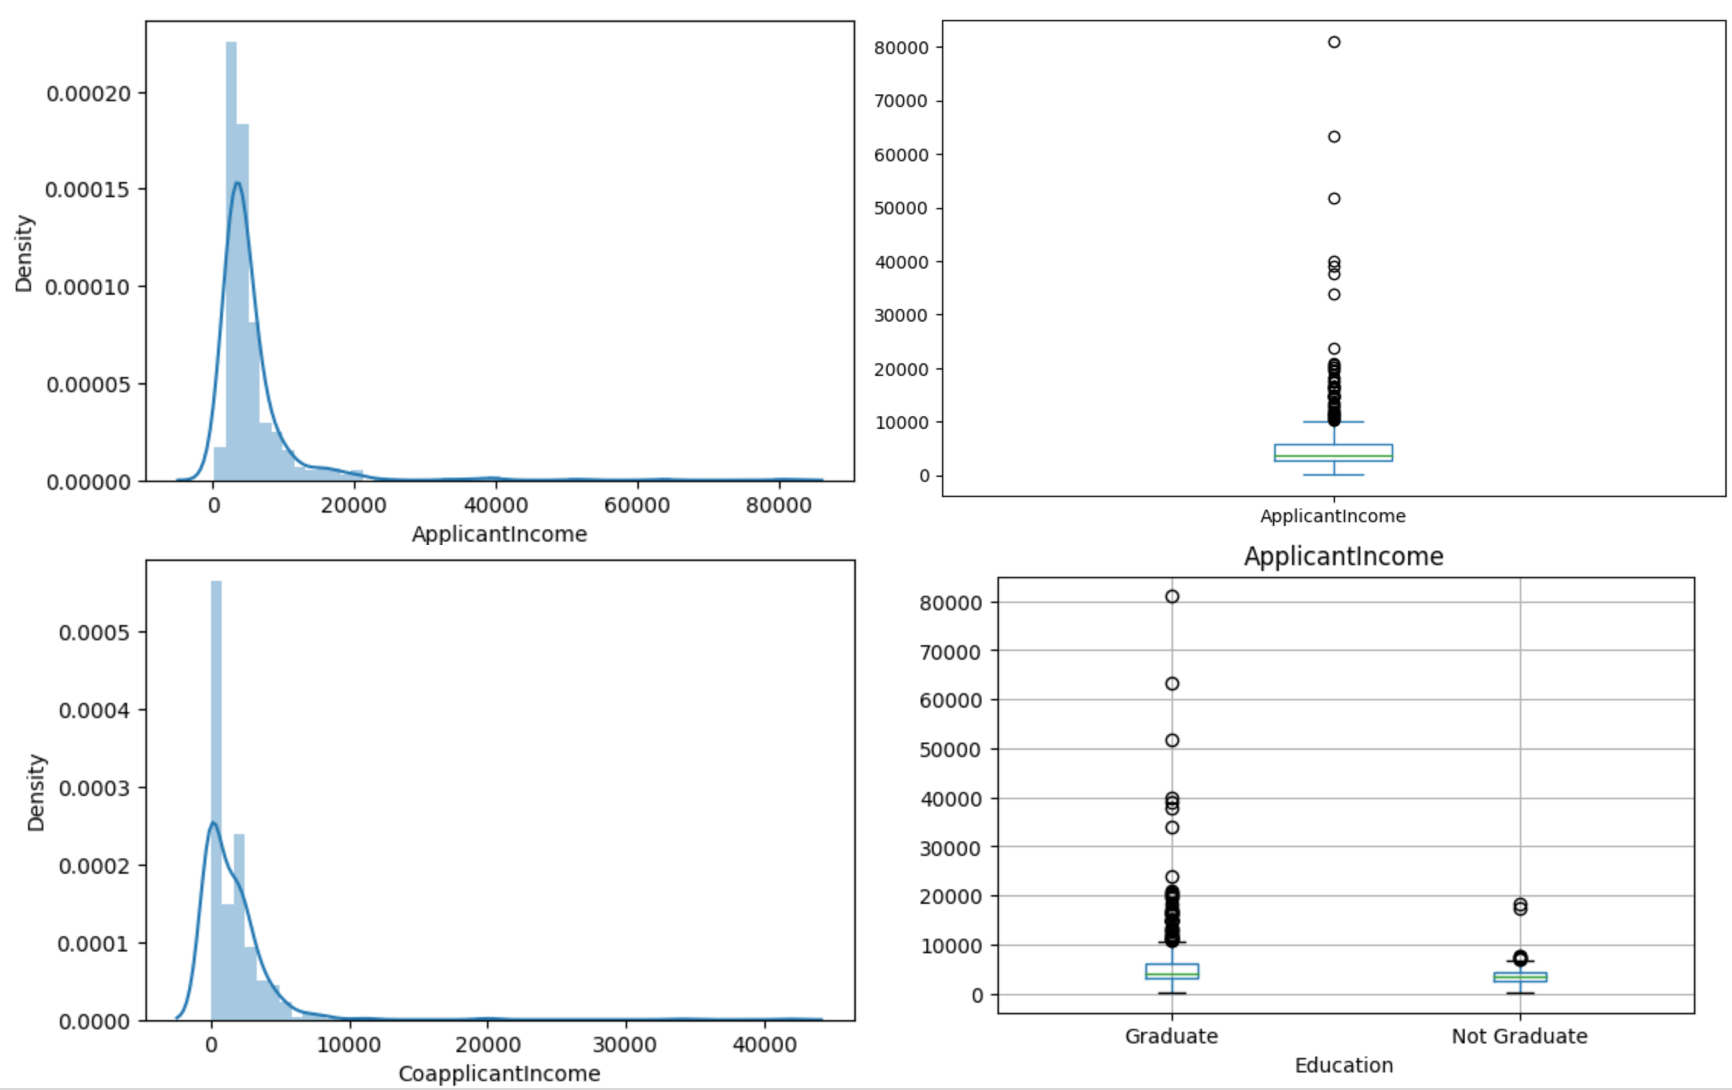 0.00020
0.00015
0.00010
0.00005
0.00000
Density
0 20000 40000 60000 80000
ApplicantIncome
80000
70000
60000
50000
40000
30000
20000
10000
0
ApplicantIncome
0.0005
0.0004
0.0003
0.0002
0.0001
0.0000
Density
0 10000 20000 30000 40000
CoapplicantIncome
ApplicantIncome
80000
70000
60000
50000
40000
30000
20000
10000
0
Graduate Not Graduate
Education